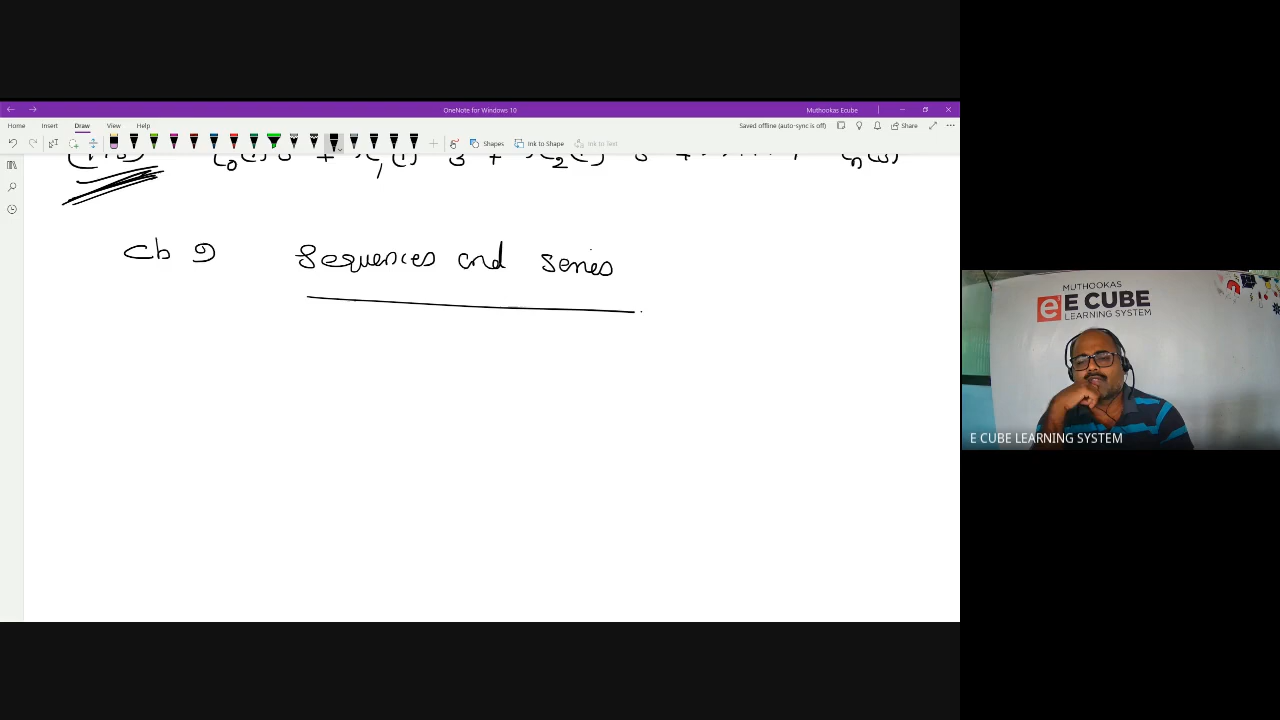 OneNote for Windows 10
Muthookas Ecube
Home Insert Draw View Help
Saved offline (auto-sync is off)
Share
Shapes
Ink to Shape
Ink to Text
Ch 9 Sequences and series
MUTHOOKAS
e E CUBE
LEARNING SYSTEM
E CUBE LEARNING SYSTEM